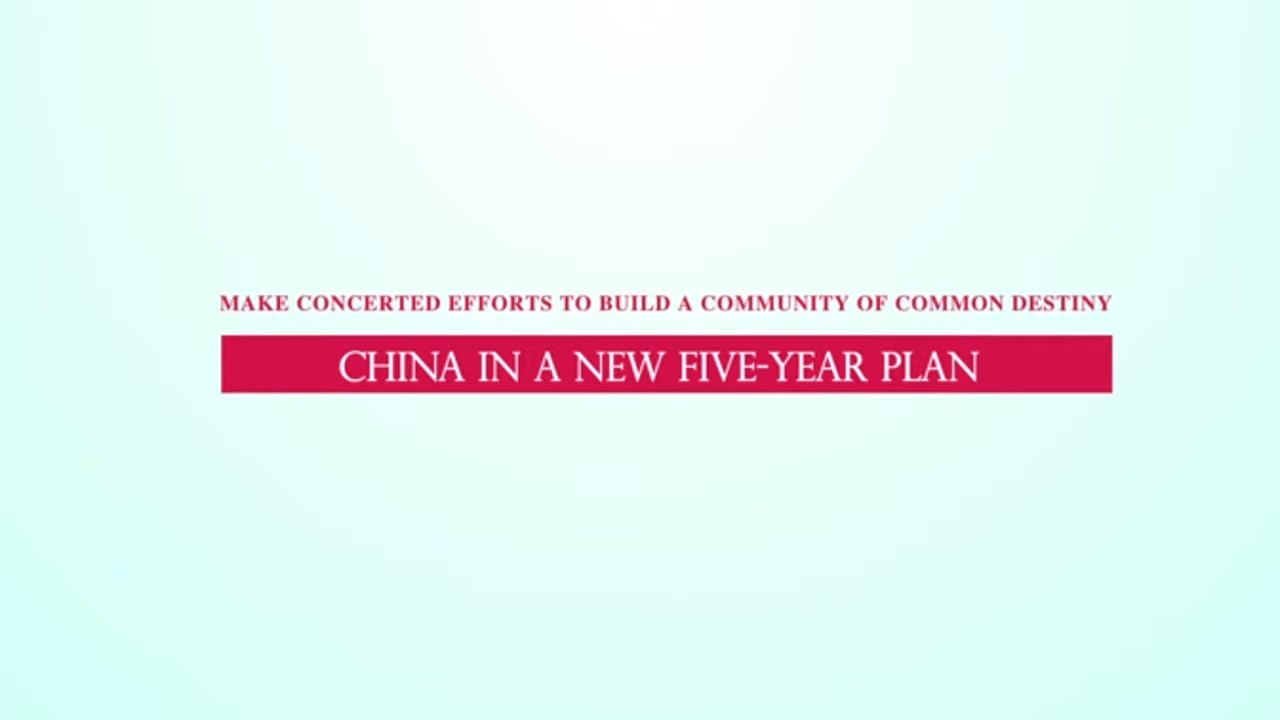 MAKE CONCERTED EFFORTS TO BUILD A COMMUNITY OF COMMON DESTINY
CHINA IN A NEW FIVE-YEAR PLAN